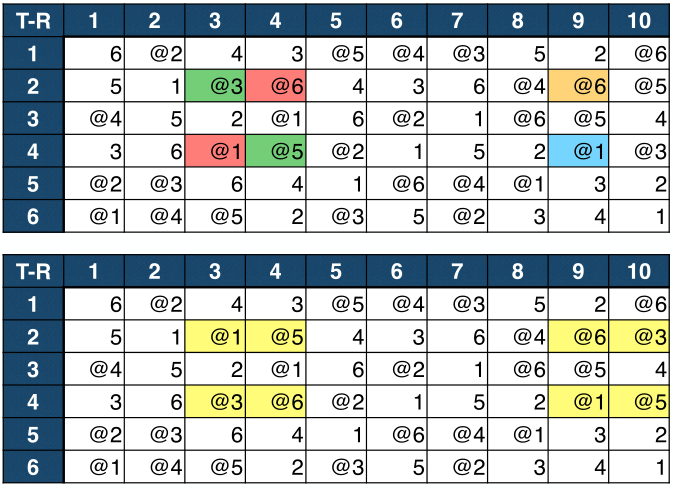 T-R 1 2 3 4 5 6 7 8 9 10
1 6 @2 4 3 @5 @4 @3 5 2 @6
2 5 1 @3 @6 4 3 6 @4 @6 @5
3 @4 5 2 @1 6 @2 1 @6 @5 4
4 3 6 @1 @5 @2 1 5 2 @1 @3
5 @2 @3 6 4 1 @6 @4 @1 3 2
6 @1 @4 @5 2 @3 5 @2 3 4 1
T-R 1 2 3 4 5 6 7 8 9 10
1 6 @2 4 3 @5 @4 @3 5 2 @6
2 5 1 @1 @5 4 3 6 @4 @6 @3
3 @4 5 2 @1 6 @2 1 @6 @5 4
4 3 6 @3 @6 @2 1 5 2 @1 @5
5 @2 @3 6 4 1 @6 @4 @1 3 2
6 @1 @4 @5 2 @3 5 @2 3 4 1